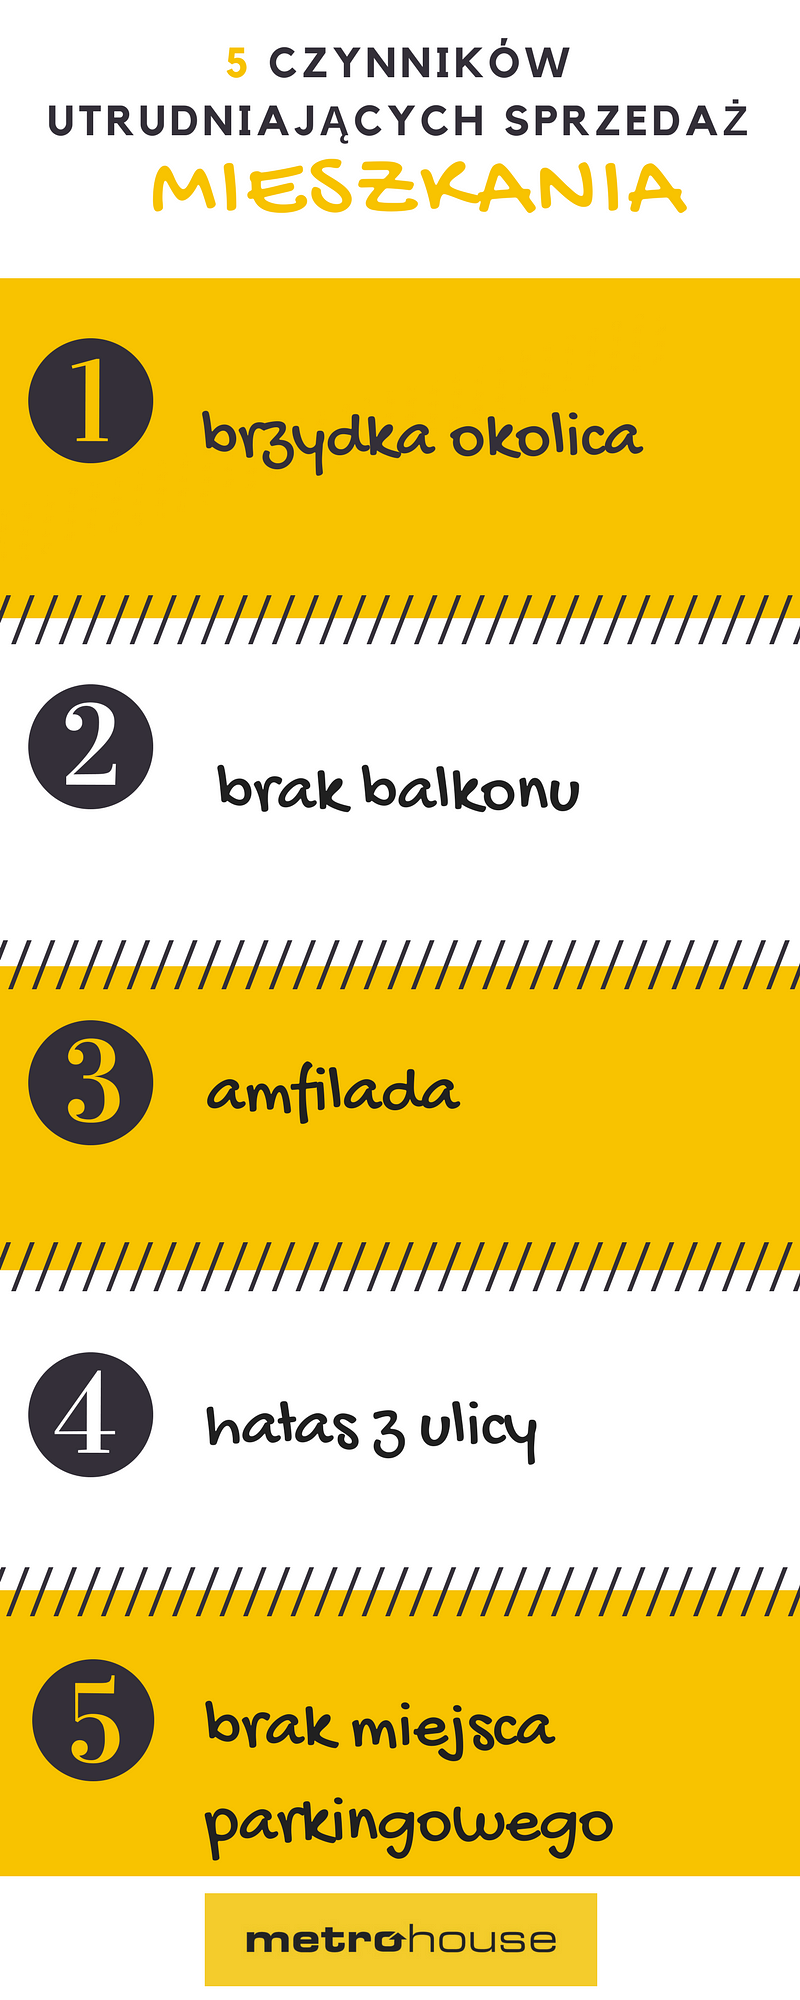 5 CZYNNIKÓW
UTRUDNIAJĄCYCH SPRZEDAŻ
MIESZKANIA
1
brzydka okolica
2
brak balkonu
3
amfilada
4
hałas z ulicy
5
brak miejsca
parkingowego
metrohouse